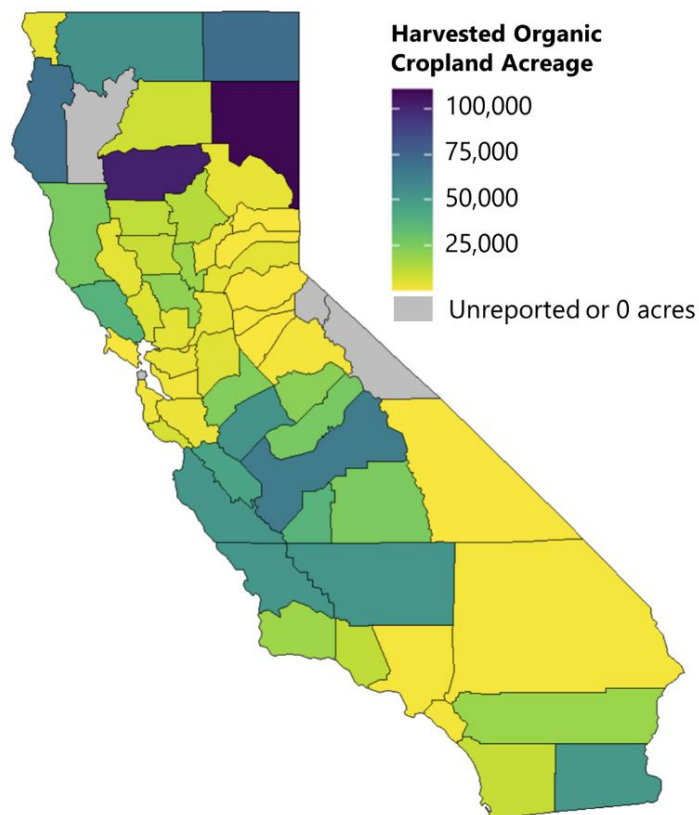 Harvested Organic
Cropland Acreage
100,000
75,000
50,000
25,000
Unreported or 0 acres